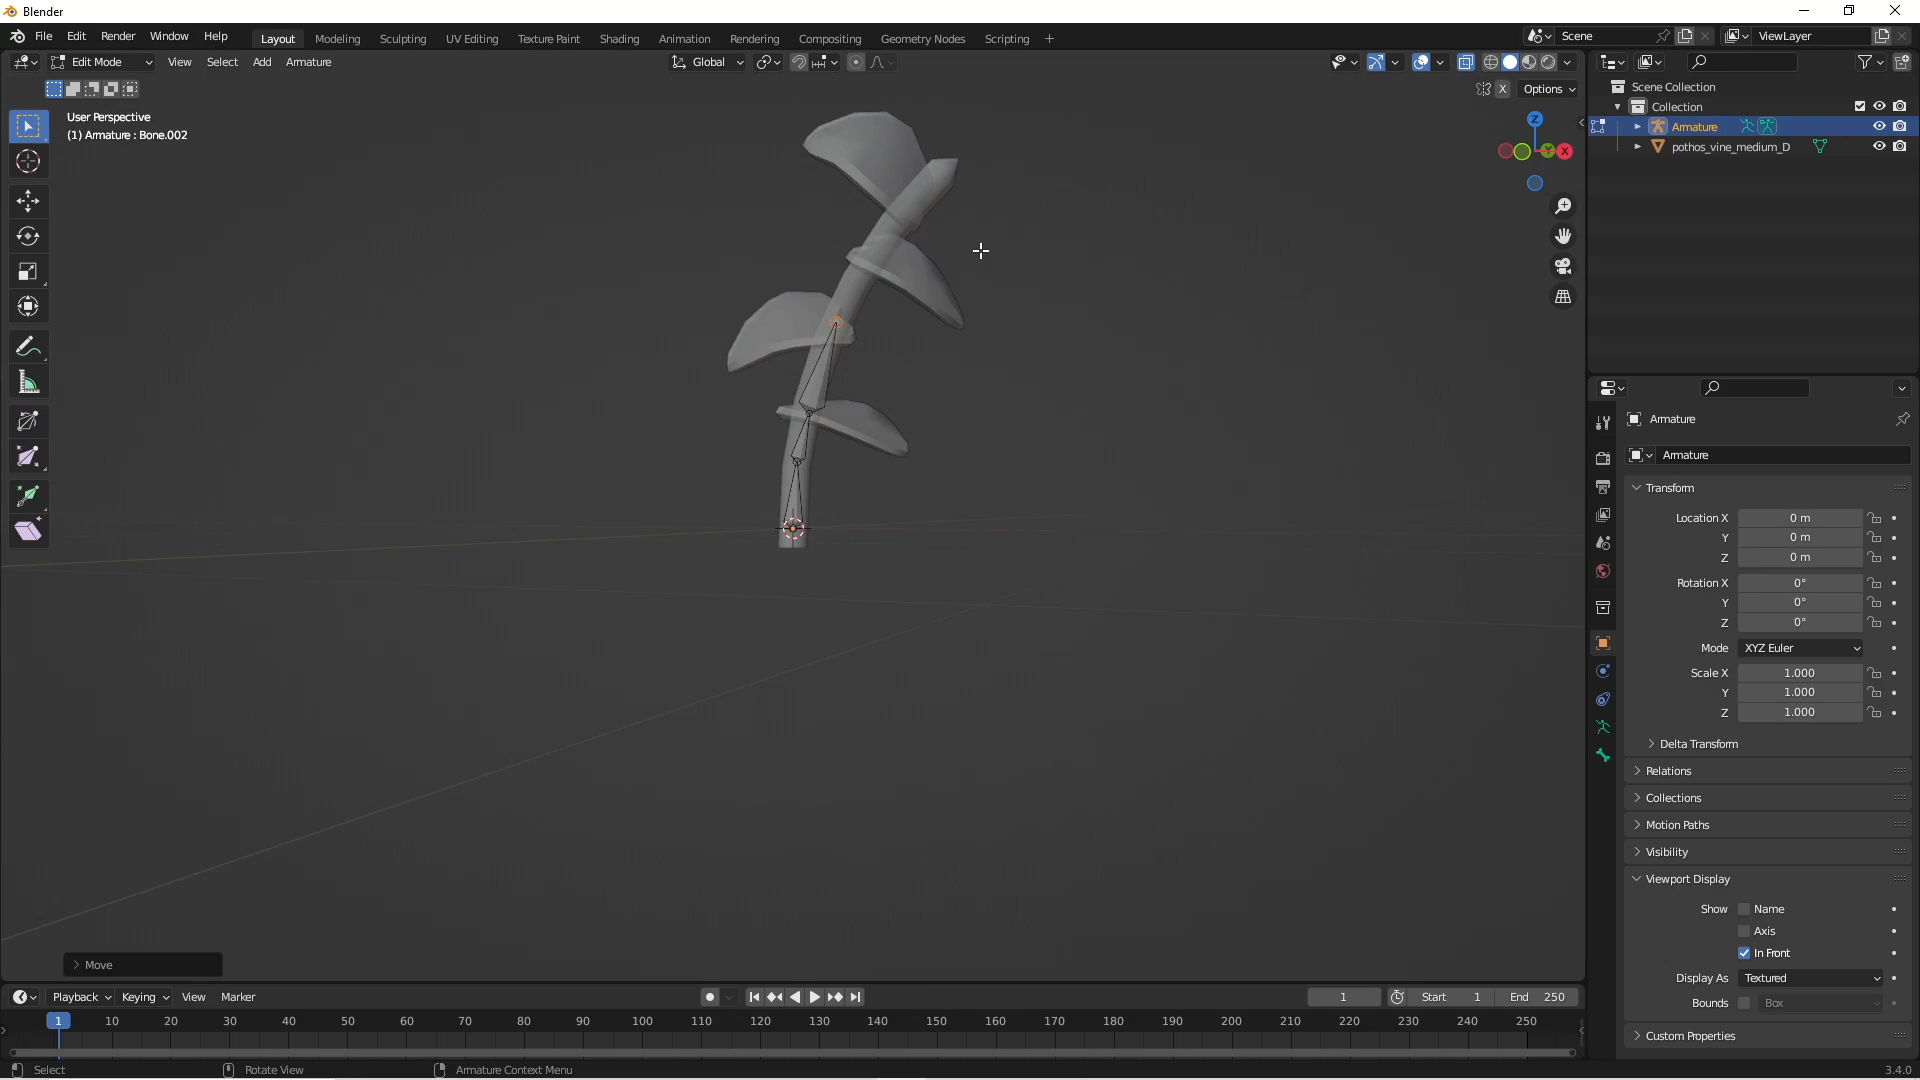 Blender
File Edit Render Window Help Layout Modeling Sculpting UV Editing Texture Paint Shading Animation Rendering Compositing Geometry Nodes Scripting + Scene ViewLayer
Edit Mode View Select Add Armature Global
X Options
User Perspective
(1) Armature : Bone.002
Z
X
Scene Collection
Collection
Armature
pothos_vine_medium_D
Armature
Armature
Transform
Location X 0 m
Y 0 m
Z 0 m
Rotation X 0°
Y 0°
Z 0°
Mode XYZ Euler
Scale X 1.000
Y 1.000
Z 1.000
Delta Transform
Relations
Collections
Motion Paths
Visibility
Viewport Display
Show Name
Axis
In Front
Display As Textured
Bounds Box
Custom Properties
Move
Playback Keying View Marker 1 Start 1 End 250
1 10 20 30 40 50 60 70 80 90 100 110 120 130 140 150 160 170 180 190 200 210 220 230 240 250
Select Rotate View Armature Context Menu 3.4.0